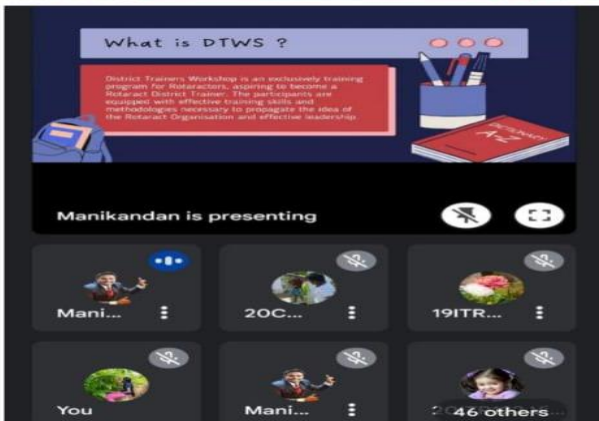 What is DTWS ?
District Trainers Workshop is an exclusively training
program for Rotaractors, aspiring to become a
Rotaract District Trainer. The participants are
equipped with effective training skills and
methodologies necessary to propagate the idea of
the Rotaract Organisation and effective leadership.
DICTIONARY
A-Z
Manikandan is presenting
Mani...
20C...
19ITR...
You
Mani...
46 others